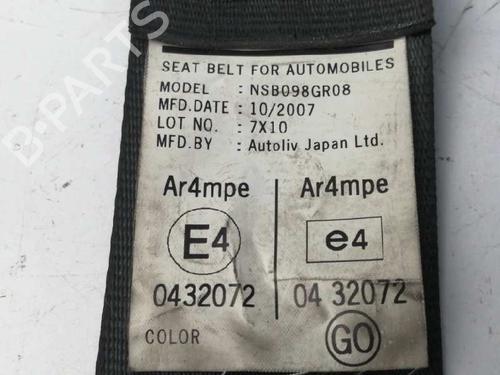 SEAT BELT FOR AUTOMOBILES
MODEL : NSB098GR08
MFD.DATE : 10/2007
LOT NO. : 7X10
MFD.BY : Autoliv Japan Ltd.
Ar4mpe Ar4mpe
E4 e4
0432072 04 32072
COLOR GO
B-PARTS